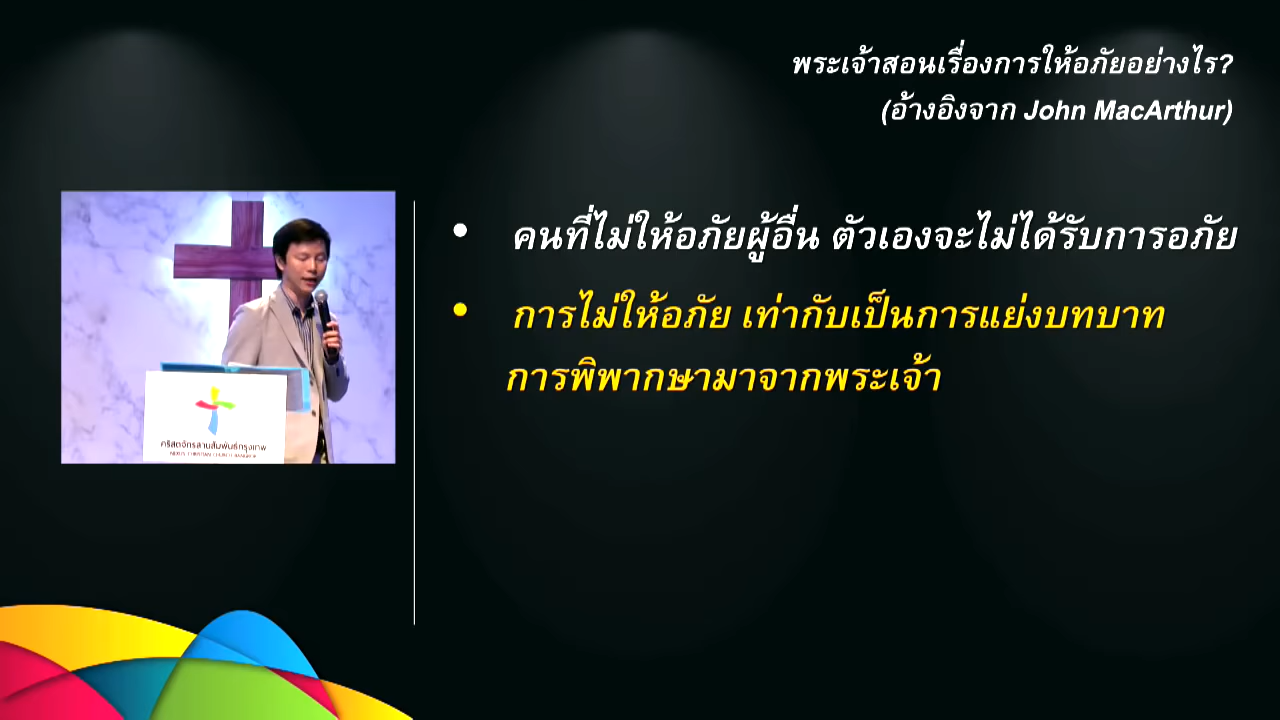 พระเจ้าสอนเรื่องการให้อภัยอย่างไร?
(อ้างอิงจาก John MacArthur)
• คนที่ไม่ให้อภัยผู้อื่น ตัวเองจะไม่ได้รับการอภัย
• การไม่ให้อภัย เท่ากับเป็นการแย่งบทบาท
การพิพากษามาจากพระเจ้า
คริสตจักรสานสัมพันธ์กรุงเทพ